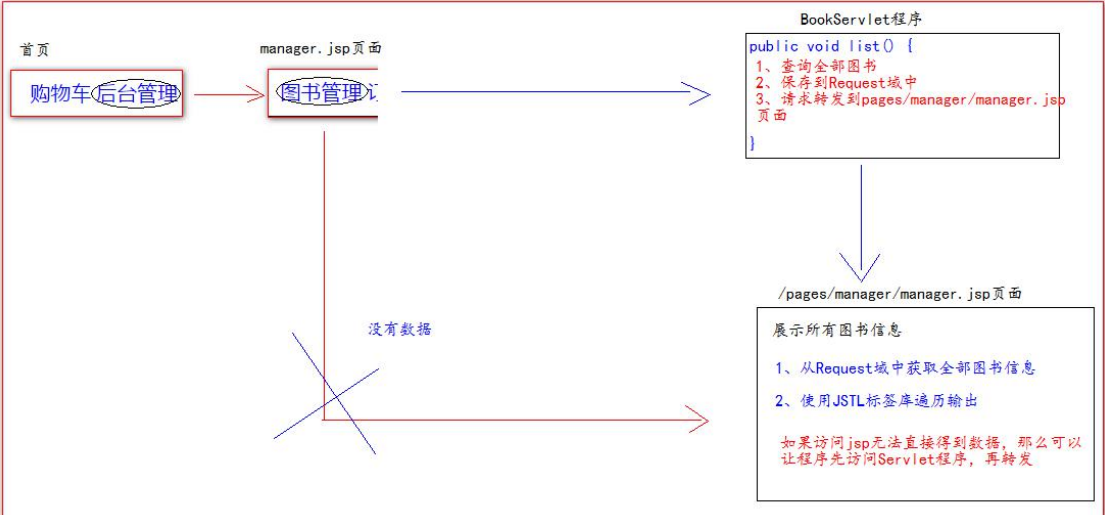 首页
购物车 后台管理
manager.jsp页面
图书管理
没有数据
BookServlet程序
public void list() {
1、查询全部图书
2、保存到Request域中
3、请求转发到pages/manager/manager.jsp
页面
}
/pages/manager/manager.jsp页面
展示所有图书信息
1、从Request域中获取全部图书信息
2、使用JSTL标签库遍历输出
如果访问jsp无法直接得到数据，那么可以
让程序先访问Servlet程序，再转发